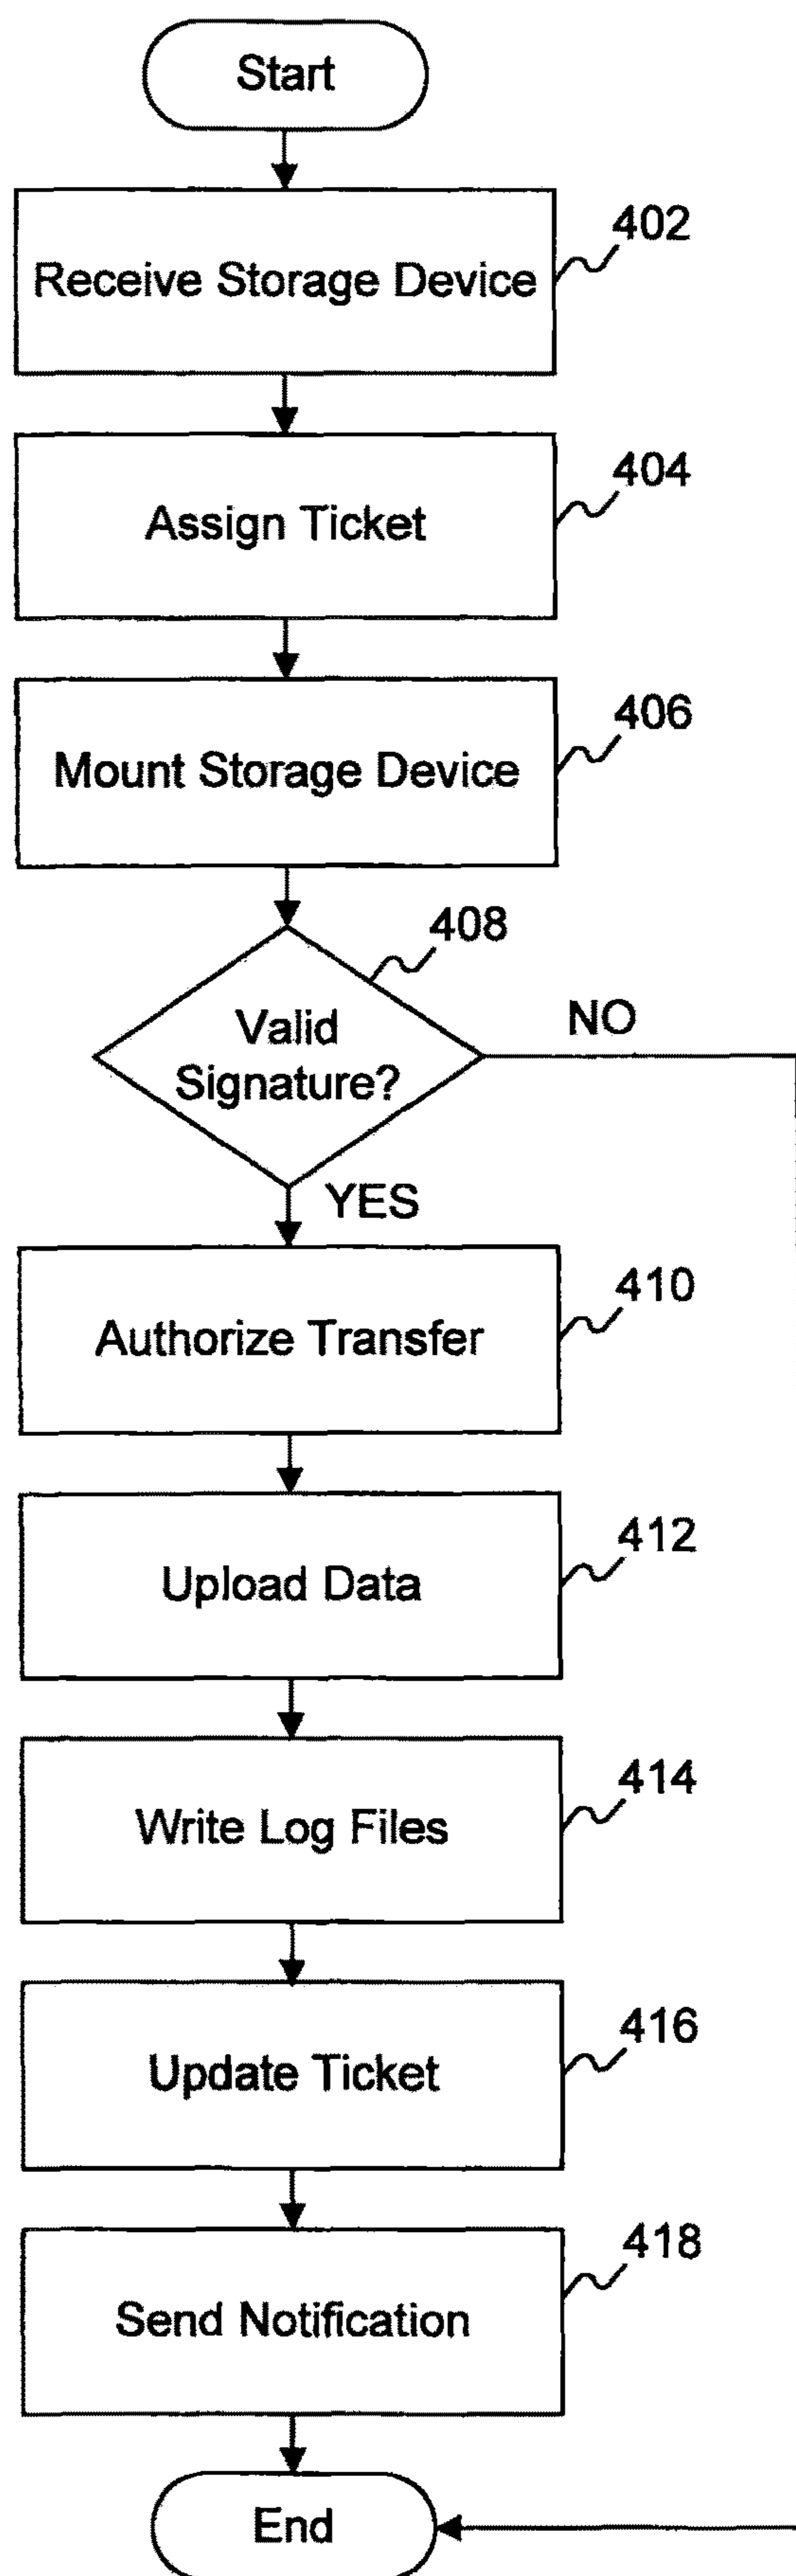 Start
402
Receive Storage Device
404
Assign Ticket
406
Mount Storage Device
408
Valid
Signature?
NO
YES
410
Authorize Transfer
412
Upload Data
414
Write Log Files
416
Update Ticket
418
Send Notification
End